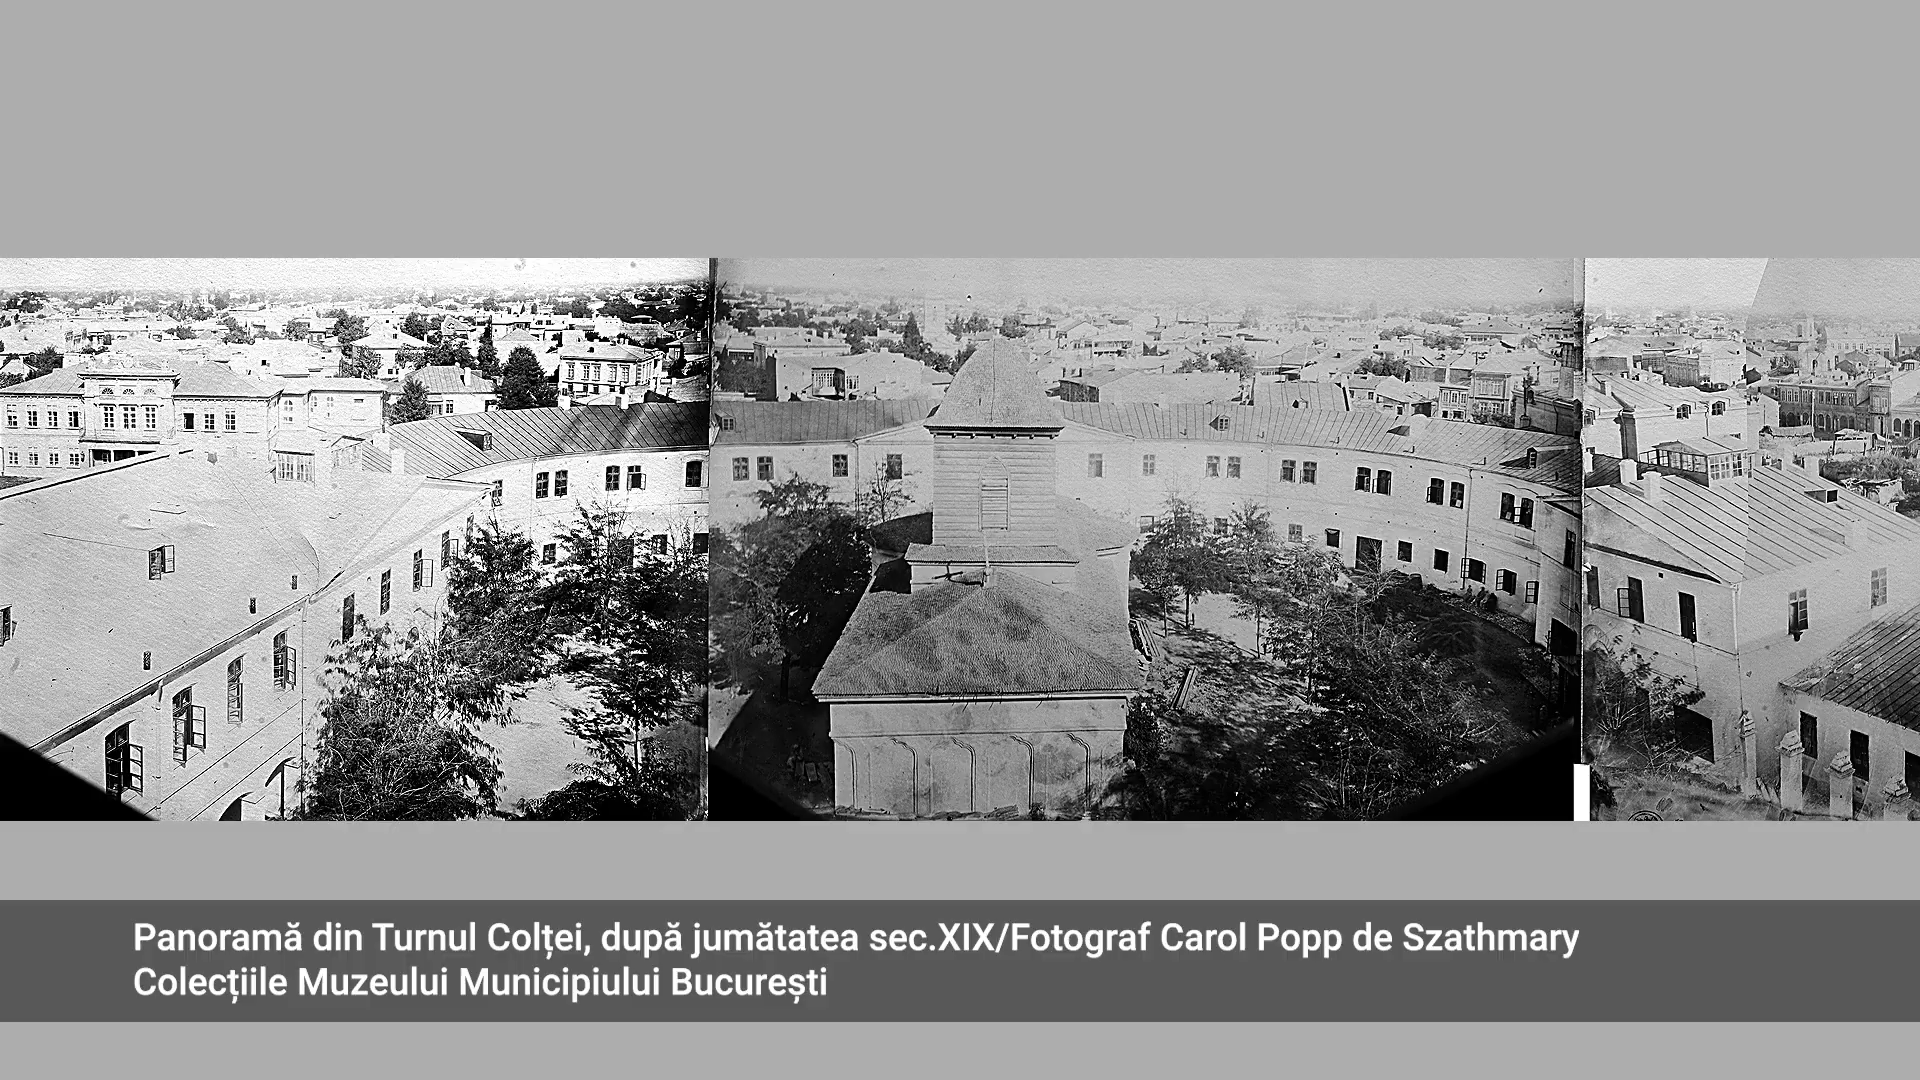 Panoramă din Turnul Colței, după jumătatea sec.XIX/Fotograf Carol Popp de Szathmary
Colecțiile Muzeului Municipiului București